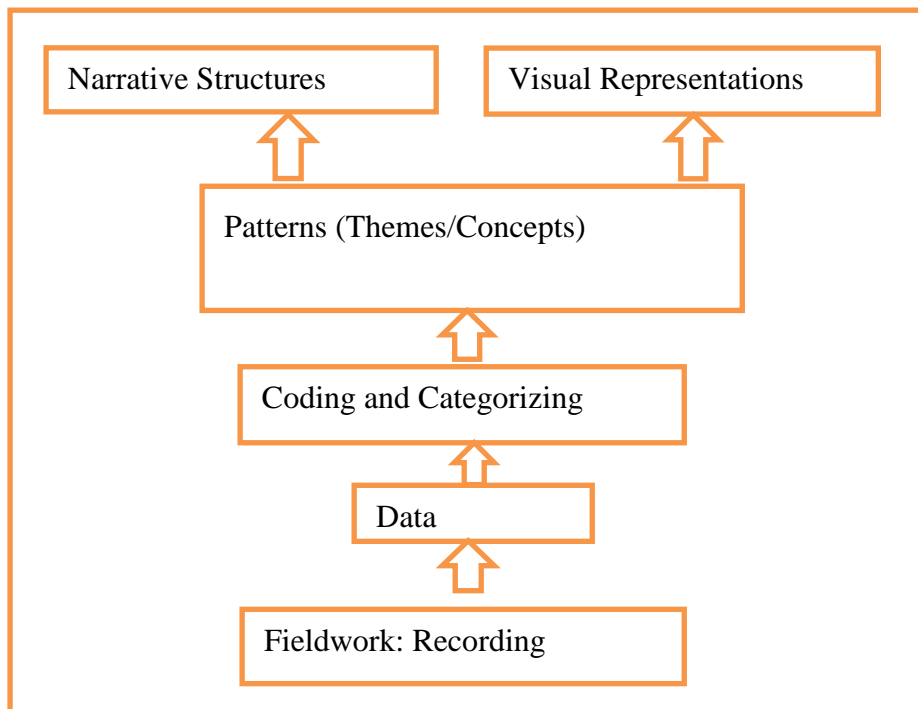 Narrative Structures
Visual Representations
Patterns (Themes/Concepts)
Coding and Categorizing
Data
Fieldwork: Recording